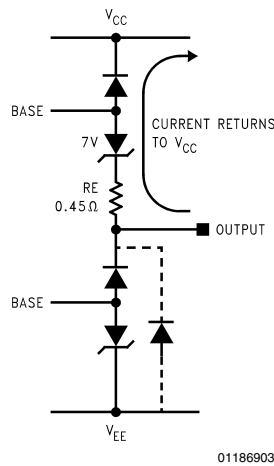 VCC
BASE
CURRENT RETURNS
TO VCC
7V
RE
0.45Ω
OUTPUT
BASE
VEE
01186903